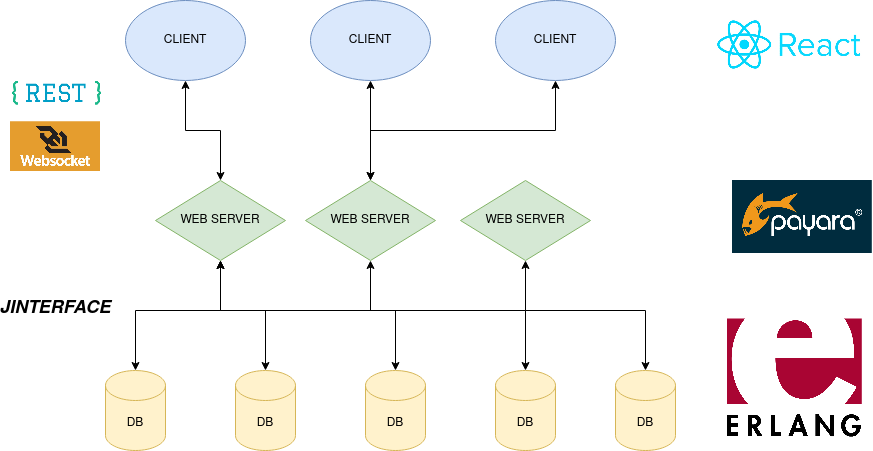 CLIENT
CLIENT
CLIENT
React
{ REST }
Websocket
WEB SERVER
WEB SERVER
WEB SERVER
payara©
JINTERFACE
DB
DB
DB
DB
DB
e
ERLANG